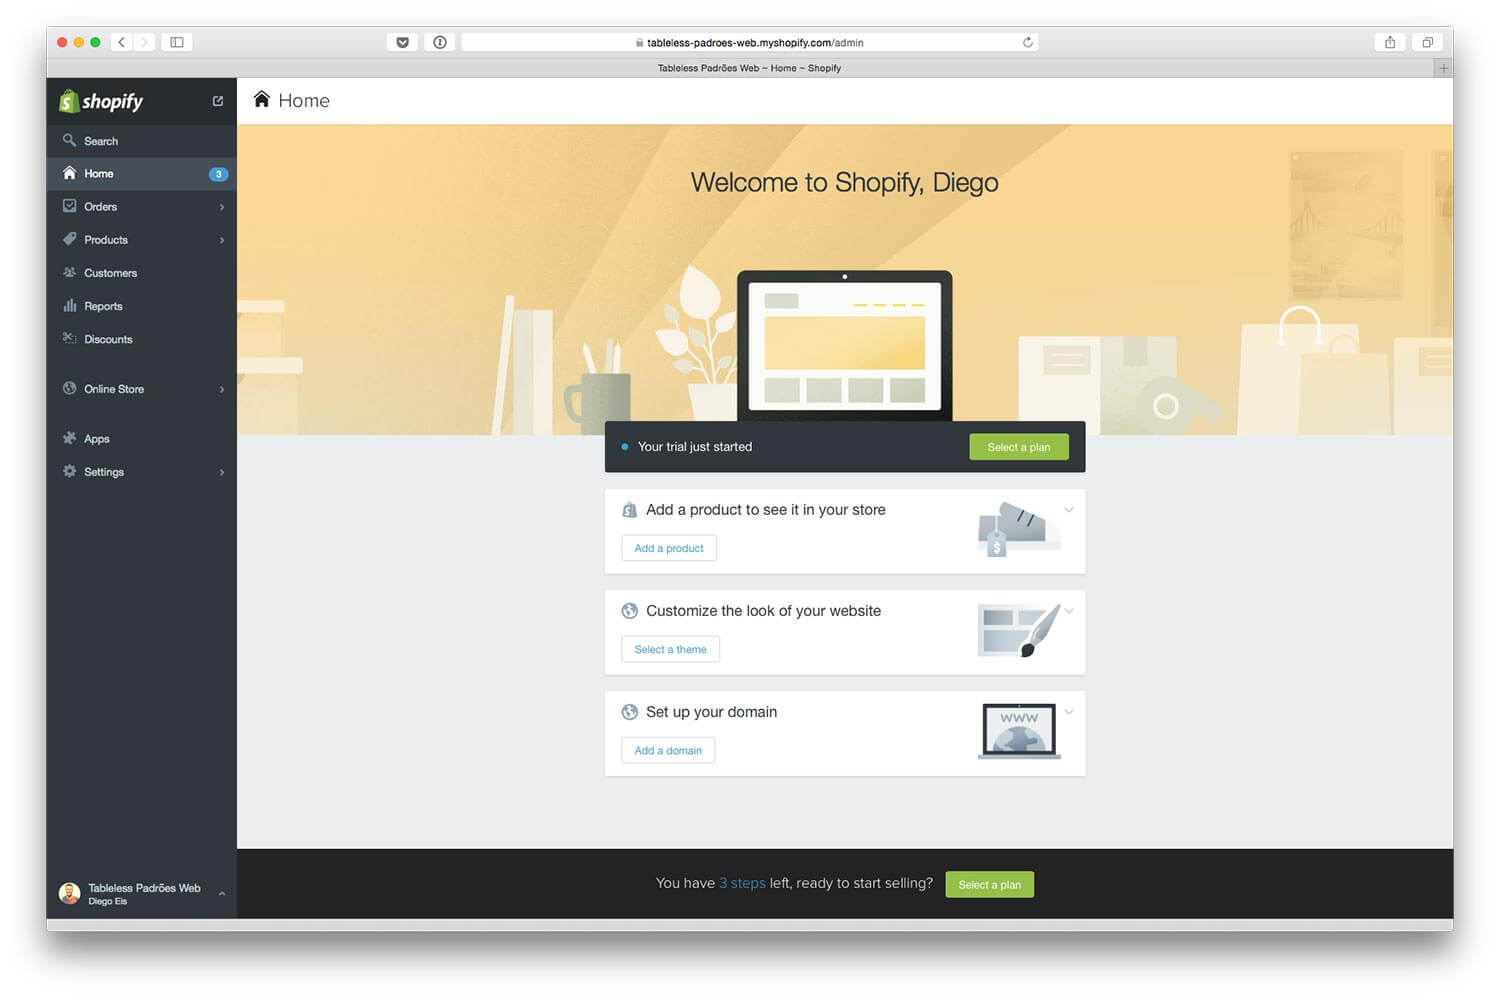 tableless-padroes-web.myshopify.com/admin
Tableless Padrões Web ~ Home ~ Shopify
shopify
Home
Search
Home 3
Orders
Products
Customers
Reports
Discounts
Online Store
Apps
Settings
Tableless Padrões Web
Diego Eis
Welcome to Shopify, Diego
Your trial just started
Select a plan
Add a product to see it in your store
Add a product
$
Customize the look of your website
Select a theme
Set up your domain
WWW
Add a domain
You have 3 steps left, ready to start selling?
Select a plan